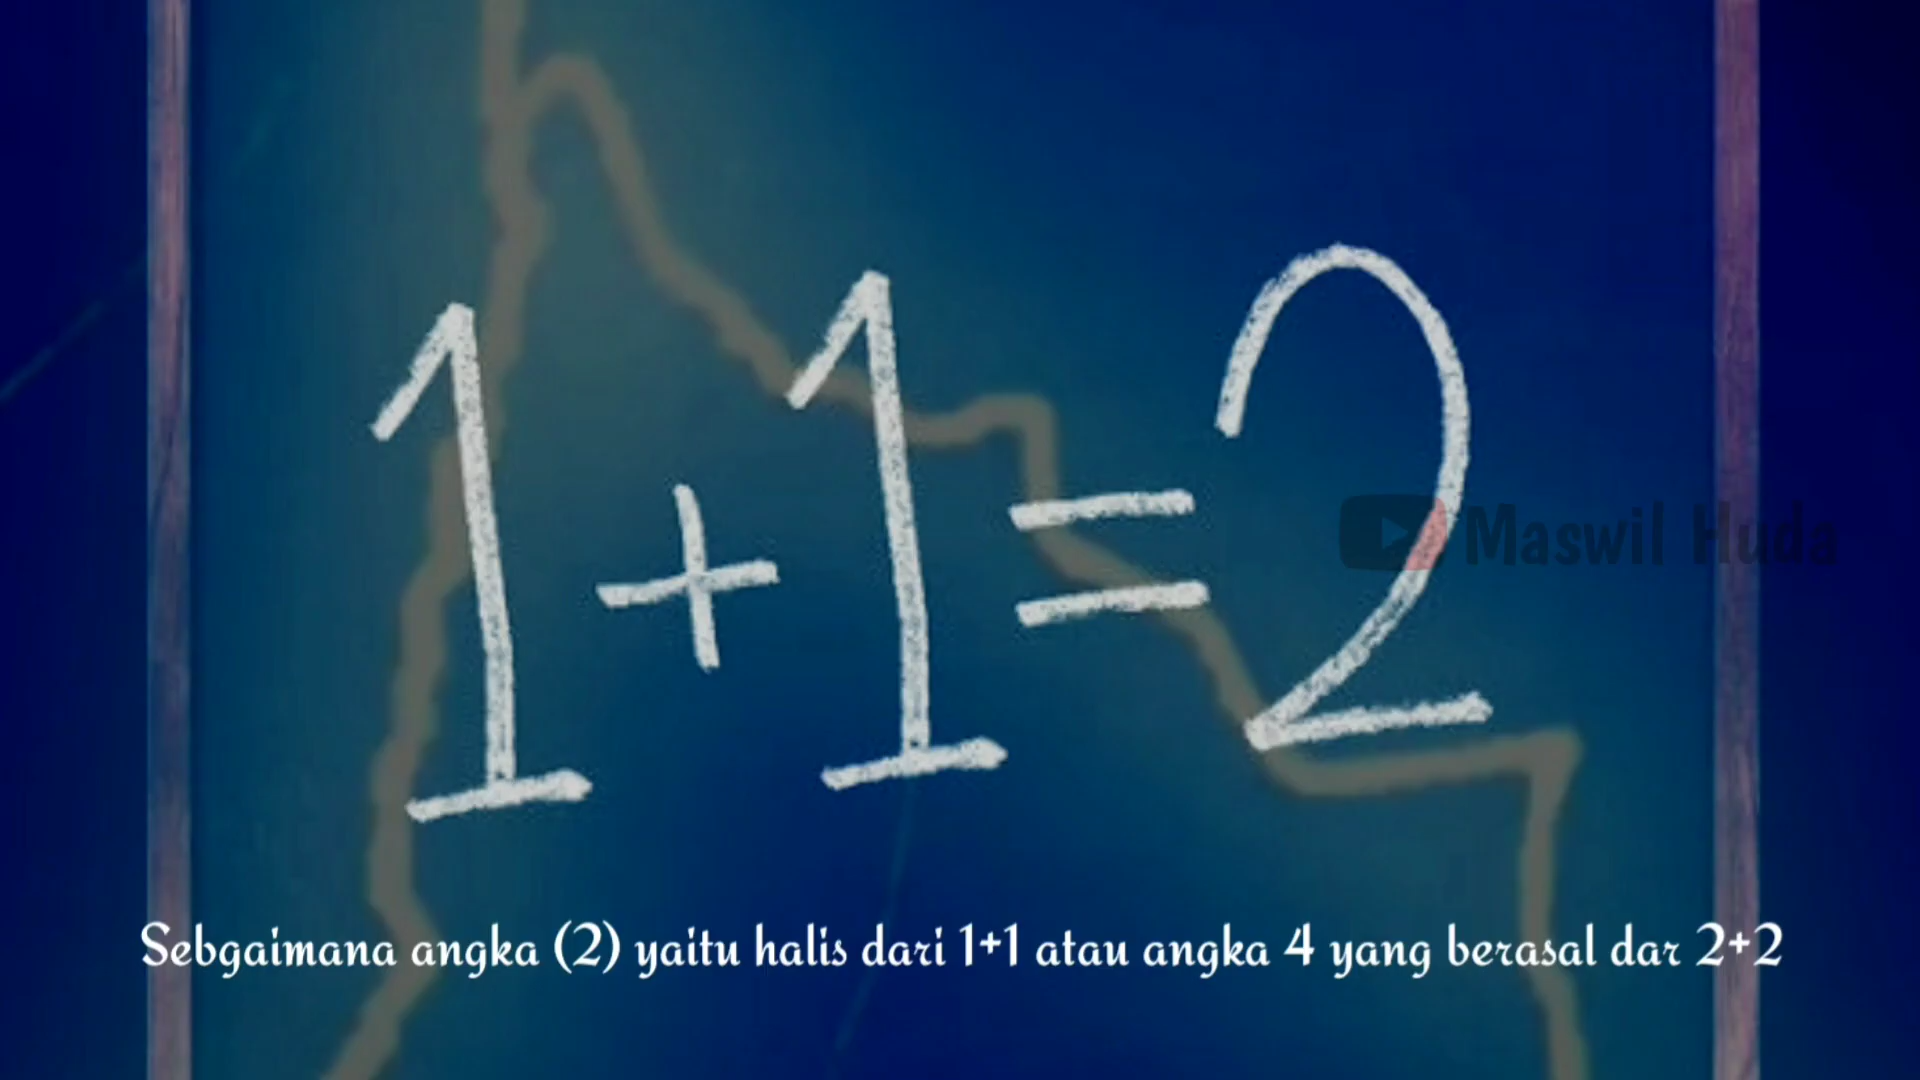 1+1=2
Maswil Huda
Sebgaimana angka (2) yaitu halis dari 1+1 atau angka 4 yang berasal dar 2+2